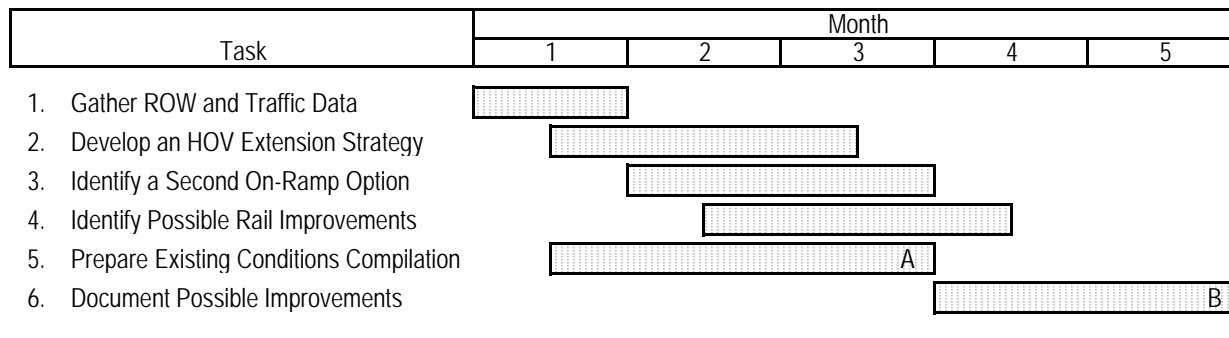 Month
Task 1 2 3 4 5
1. Gather ROW and Traffic Data
2. Develop an HOV Extension Strategy
3. Identify a Second On-Ramp Option
4. Identify Possible Rail Improvements
5. Prepare Existing Conditions Compilation A
6. Document Possible Improvements B